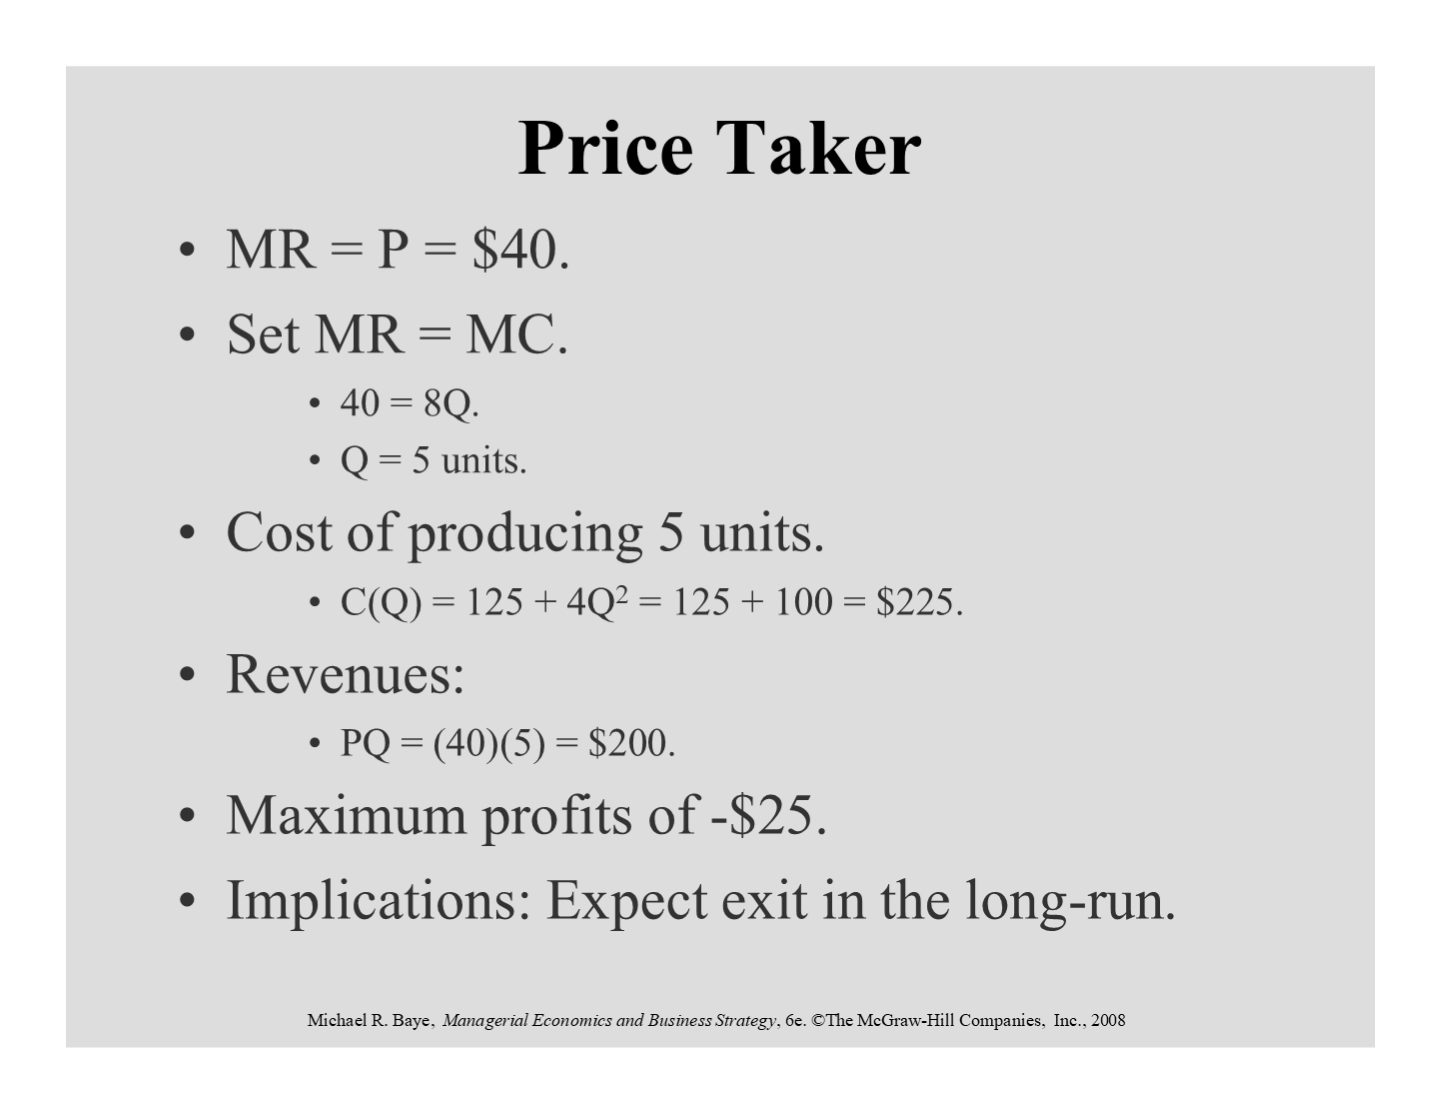 Price Taker
• MR = P = $40.
• Set MR = MC.
• 40 = 8Q.
• Q = 5 units.
• Cost of producing 5 units.
• C(Q) = 125 + 4Q² = 125 + 100 = $225.
• Revenues:
• PQ = (40)(5) = $200.
• Maximum profits of -$25.
• Implications: Expect exit in the long-run.
Michael R. Baye, Managerial Economics and Business Strategy, 6e. ©The McGraw-Hill Companies, Inc., 2008